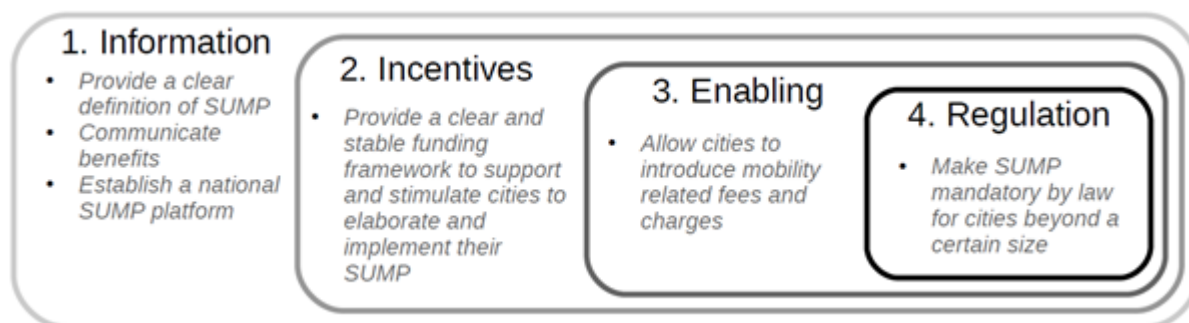 1. Information
• Provide a clear
definition of SUMP
• Communicate
benefits
• Establish a national
SUMP platform
2. Incentives
• Provide a clear and
stable funding
framework to support
and stimulate cities to
elaborate and
implement their
SUMP
3. Enabling
• Allow cities to
introduce mobility
related fees and
charges
4. Regulation
• Make SUMP
mandatory by law
for cities beyond a
certain size